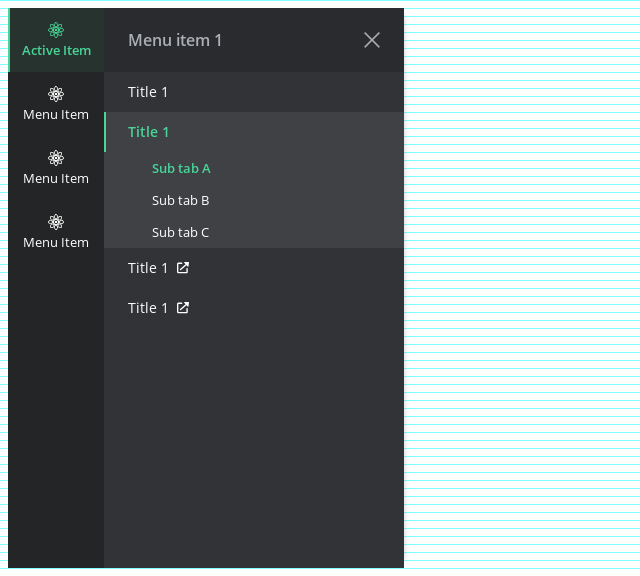 Active Item
Menu Item
Menu Item
Menu Item
Menu item 1
Title 1
Title 1
Sub tab A
Sub tab B
Sub tab C
Title 1
Title 1